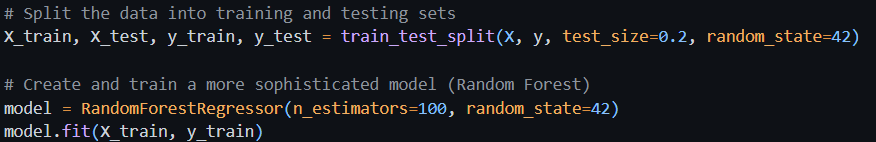 # Split the data into training and testing sets
X_train, X_test, y_train, y_test = train_test_split(X, y, test_size=0.2, random_state=42)
# Create and train a more sophisticated model (Random Forest)
model = RandomForestRegressor(n_estimators=100, random_state=42)
model.fit(X_train, y_train)